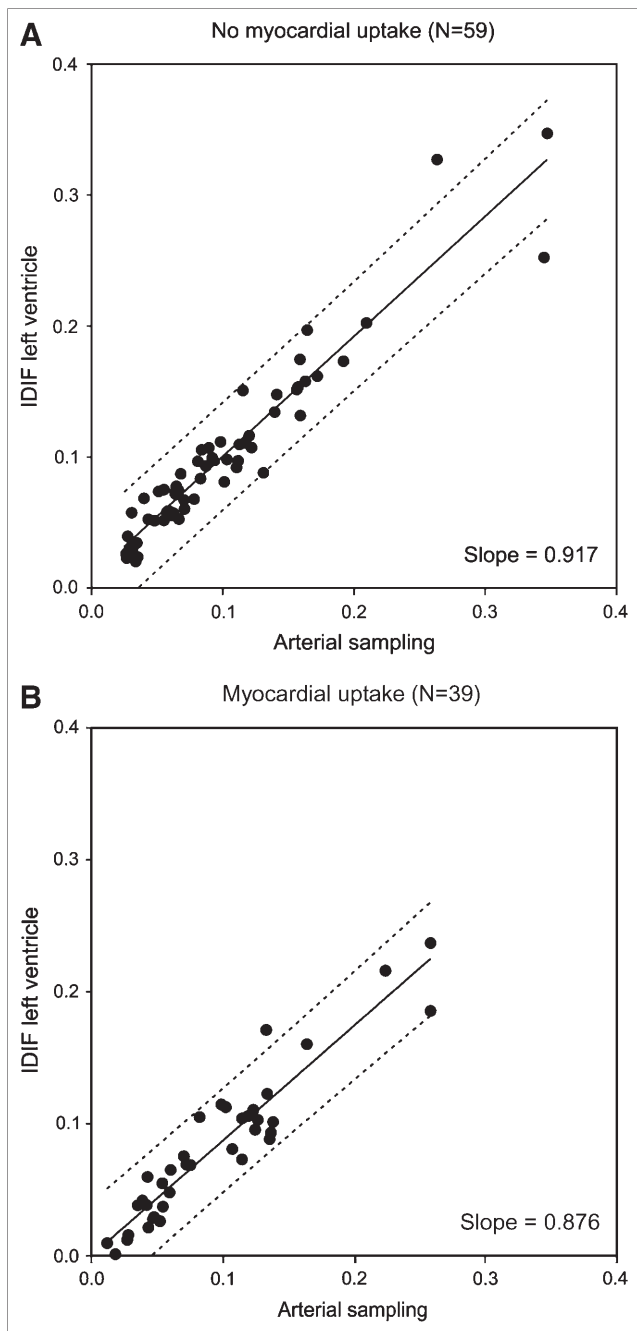 A
No myocardial uptake (N=59)
0.4
0.3
0.2
0.1
0.0
IDIF left ventricle
Slope = 0.917
0.0 0.1 0.2 0.3 0.4
Arterial sampling
B
Myocardial uptake (N=39)
0.4
0.3
0.2
0.1
0.0
IDIF left ventricle
Slope = 0.876
0.0 0.1 0.2 0.3 0.4
Arterial sampling